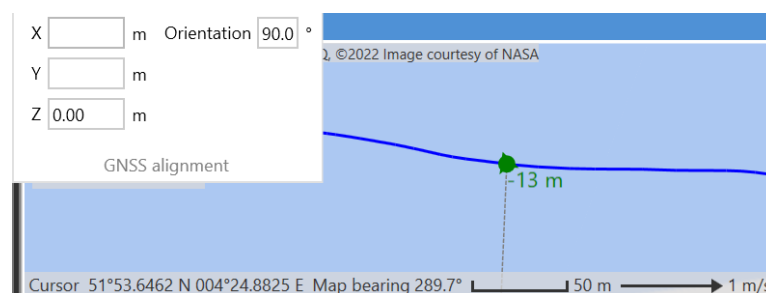 X m Orientation 90.0 °
, ©2022 Image courtesy of NASA
Y m
Z 0.00 m
GNSS alignment
-13 m
Cursor 51°53.6462 N 004°24.8825 E Map bearing 289.7° 50 m 1 m/s